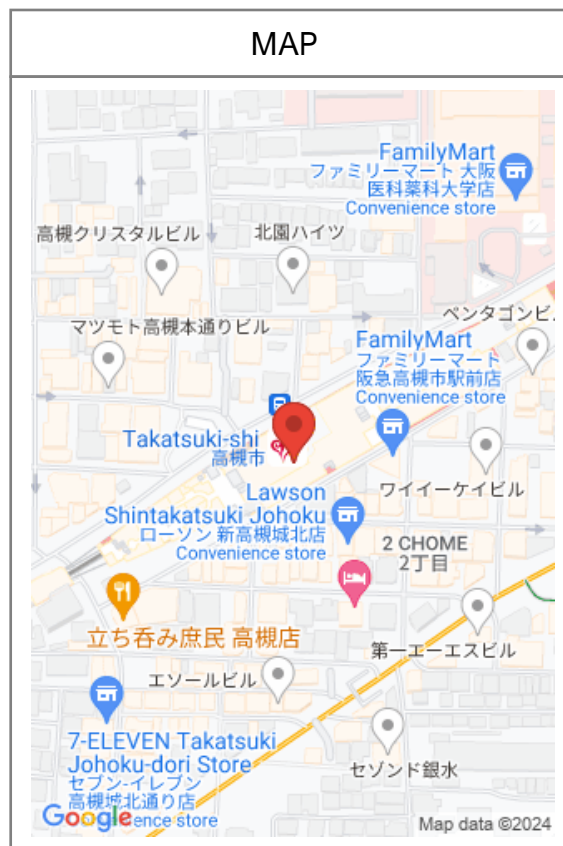 MAP
FamilyMart
ファミリーマート 大阪
医科薬科大学店
Convenience store
高槻クリスタルビル
北園ハイツ
ペンタゴンビ
マツモト高槻本通りビル
FamilyMart
ファミリーマート
阪急高槻市駅前店
Convenience store
Takatsuki-shi
高槻市
ワイイーケイビル
Lawson
Shintakatsuki Johoku
ローソン 新高槻城北店
Convenience store
2 CHOME
2丁目
立ち呑み庶民 高槻店
第一エーエスビル
エソールビル
7-ELEVEN Takatsuki
Johoku-dori Store
セブン-イレブン
高槻城北通り店
セゾンド銀水
Google
ence store
Map data ©2024